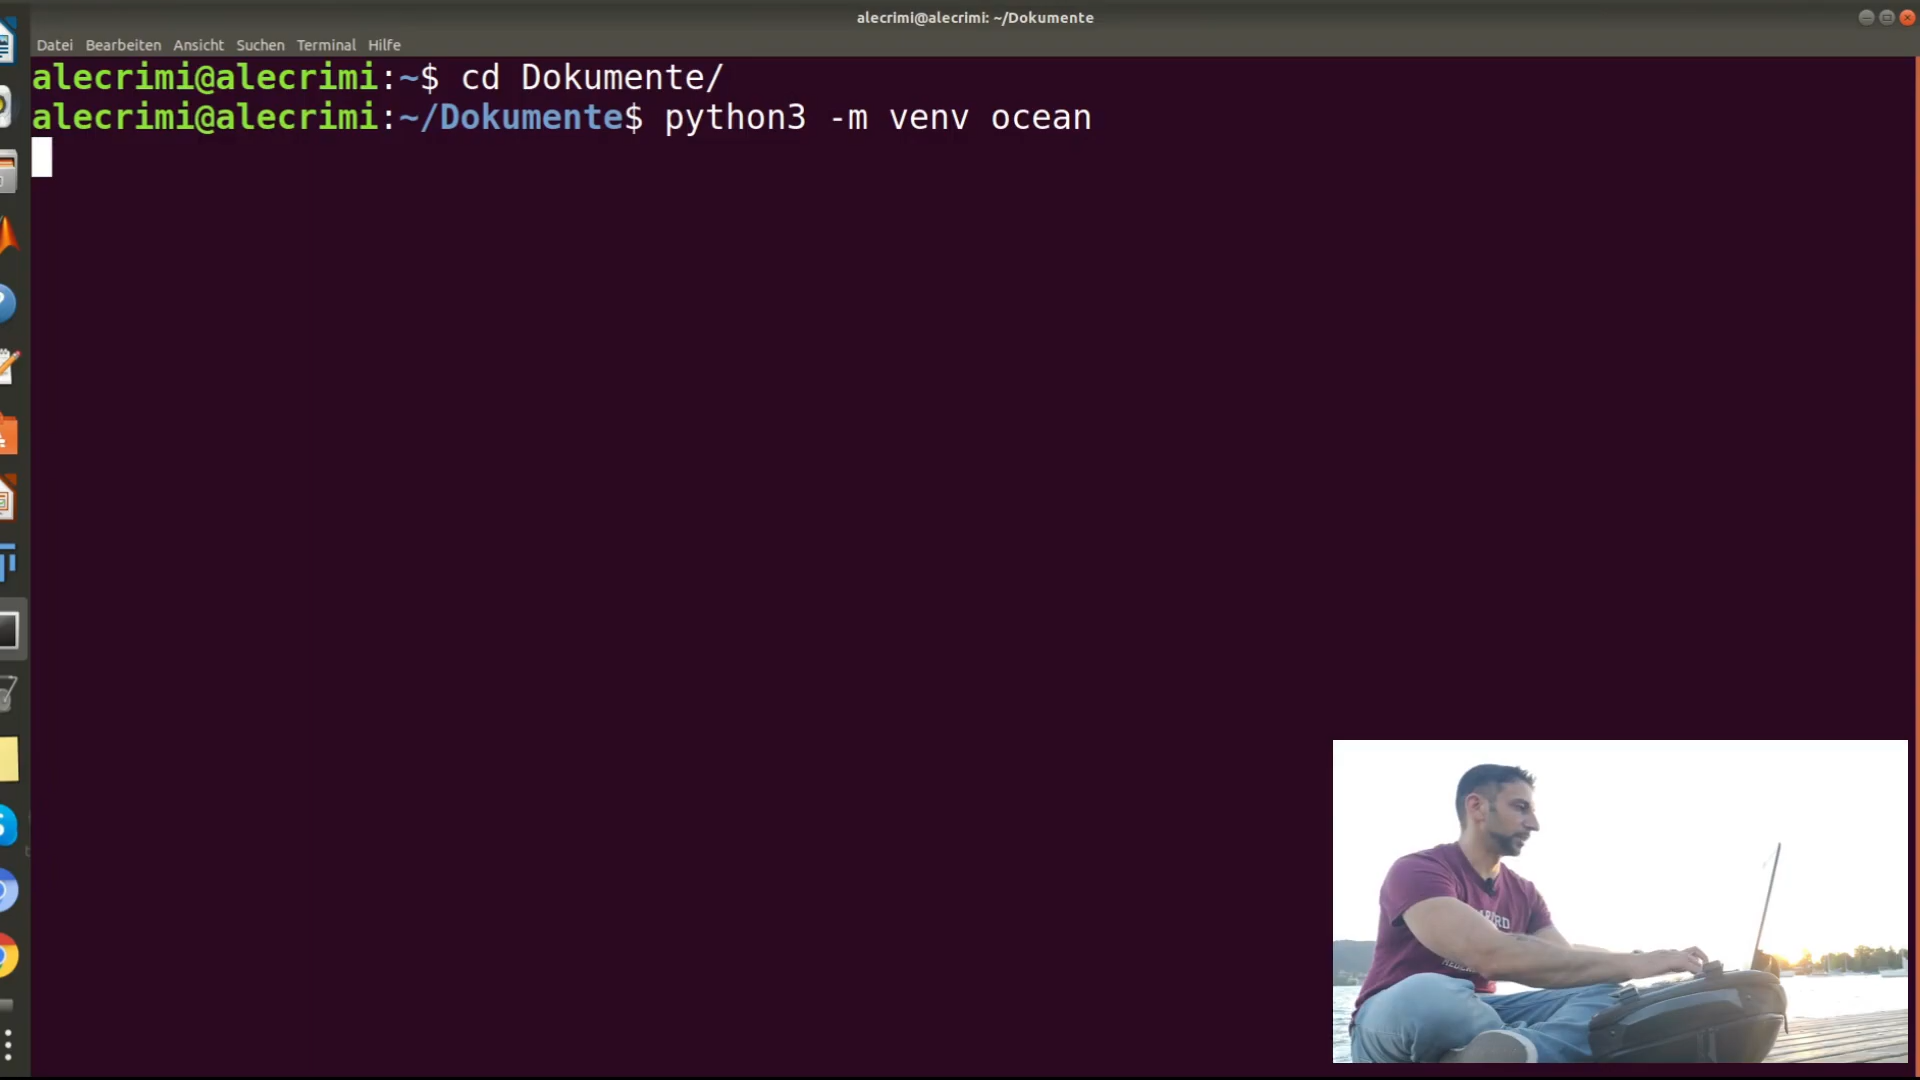 alecrimi@alecrimi: ~/Dokumente
Datei Bearbeiten Ansicht Suchen Terminal Hilfe
alecrimi@alecrimi:~$ cd Dokumente/
alecrimi@alecrimi:~/Dokumente$ python3 -m venv ocean